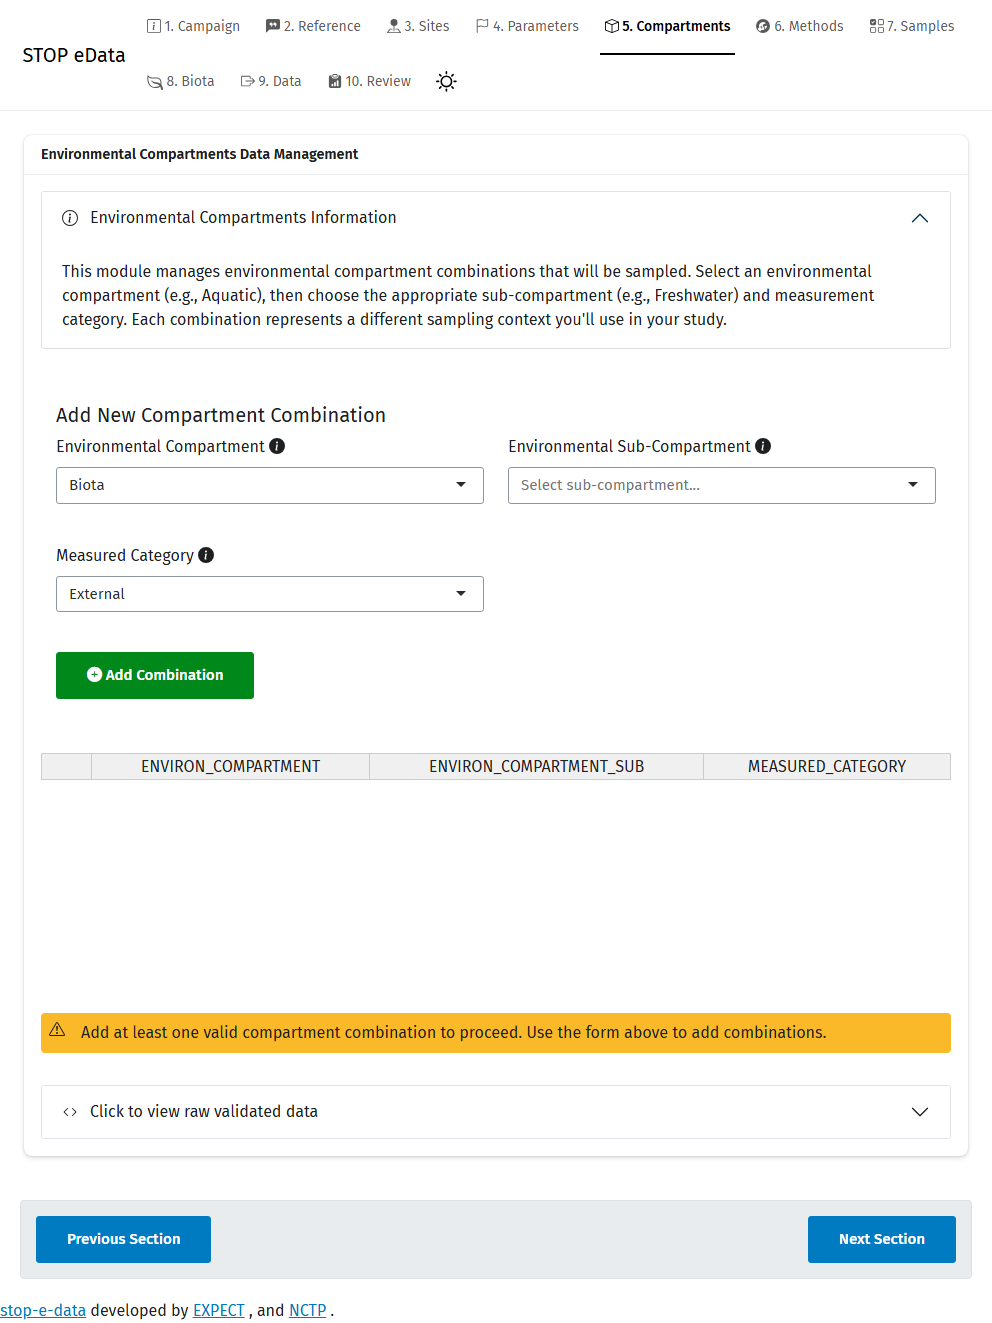 STOP eData
1. Campaign
2. Reference
3. Sites
4. Parameters
5. Compartments
6. Methods
7. Samples
8. Biota
9. Data
10. Review
Environmental Compartments Data Management
Environmental Compartments Information
This module manages environmental compartment combinations that will be sampled. Select an environmental
compartment (e.g., Aquatic), then choose the appropriate sub-compartment (e.g., Freshwater) and measurement
category. Each combination represents a different sampling context you'll use in your study.
Add New Compartment Combination
Environmental Compartment
Environmental Sub-Compartment
Biota
Select sub-compartment...
Measured Category
External
Add Combination
ENVIRON_COMPARTMENT
ENVIRON_COMPARTMENT_SUB
MEASURED_CATEGORY
Add at least one valid compartment combination to proceed. Use the form above to add combinations.
Click to view raw validated data
Previous Section
Next Section
stop-e-data developed by EXPECT , and NCTP .